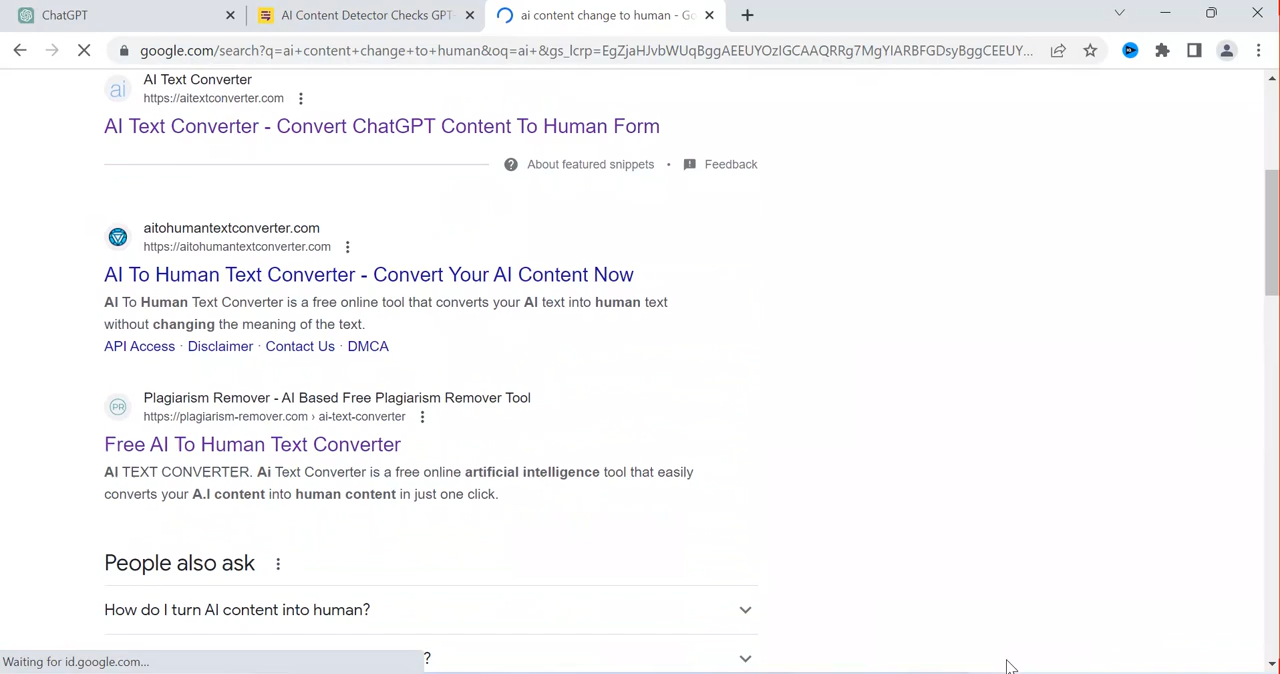 ChatGPT
AI Content Detector Checks GPT
ai content change to human - Go
google.com/search?q=ai+content+change+to+human&oq=ai+&gs_lcrp=EgZjaHJvbWUqBggAEEUYOzIGCAAQRRg7MgYIARBFGDsyBggCEEUY...
ai
AI Text Converter
https://aitextconverter.com
AI Text Converter - Convert ChatGPT Content To Human Form
About featured snippets • Feedback
aitohumantextconverter.com
https://aitohumantextconverter.com
AI To Human Text Converter - Convert Your AI Content Now
AI To Human Text Converter is a free online tool that converts your AI text into human text
without changing the meaning of the text.
API Access · Disclaimer · Contact Us · DMCA
PR
Plagiarism Remover - AI Based Free Plagiarism Remover Tool
https://plagiarism-remover.com › ai-text-converter
Free AI To Human Text Converter
AI TEXT CONVERTER. Ai Text Converter is a free online artificial intelligence tool that easily
converts your A.I content into human content in just one click.
People also ask
How do I turn AI content into human?
?
Waiting for id.google.com...